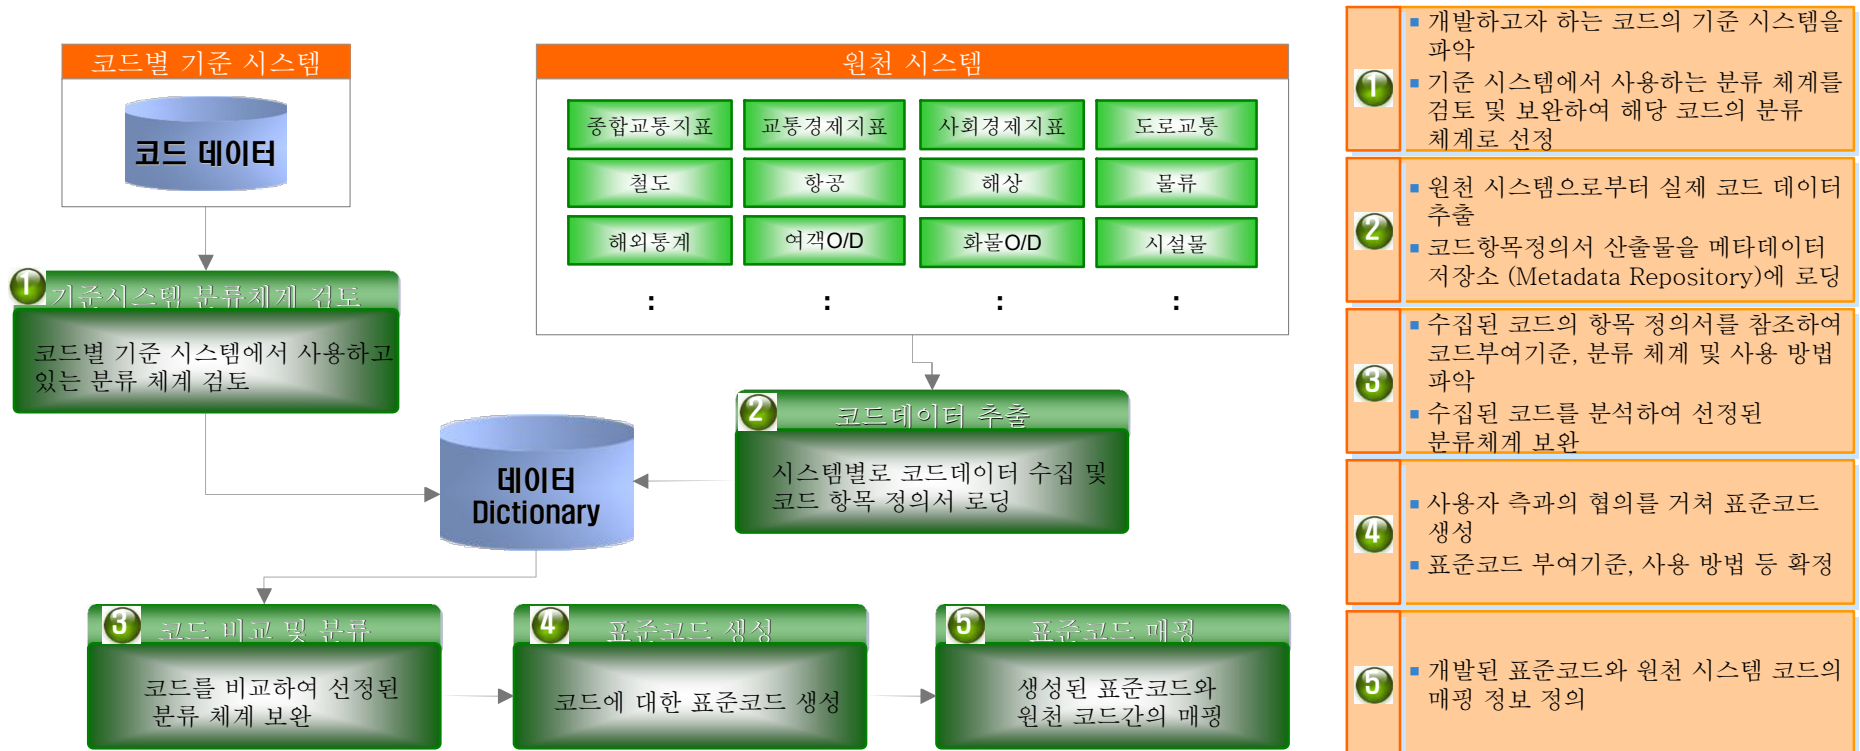 코드별 기준 시스템
코드 데이터
원천 시스템
종합교통지표 교통경제지표 사회경제지표 도로교통
철도 항공 해상 물류
해외통계 여객O/D 화물O/D 시설물
: : : :
1 기준시스템 분류체계 검토
코드별 기준 시스템에서 사용하고
있는 분류 체계 검토
2 코드데이터 추출
시스템별로 코드데이터 수집 및
코드 항목 정의서 로딩
데이터
Dictionary
3 코드 비교 및 분류
코드를 비교하여 선정된
분류 체계 보완
4 표준코드 생성
코드에 대한 표준코드 생성
5 표준코드 매핑
생성된 표준코드와
원천 코드간의 매핑
1
▪ 개발하고자 하는 코드의 기준 시스템을
파악
▪ 기준 시스템에서 사용하는 분류 체계를
검토 및 보완하여 해당 코드의 분류
체계로 선정
2
▪ 원천 시스템으로부터 실제 코드 데이터
추출
▪ 코드항목정의서 산출물을 메타데이터
저장소 (Metadata Repository)에 로딩
3
▪ 수집된 코드의 항목 정의서를 참조하여
코드부여기준, 분류 체계 및 사용 방법
파악
▪ 수집된 코드를 분석하여 선정된
분류체계 보완
4
▪ 사용자 측과의 협의를 거쳐 표준코드
생성
▪ 표준코드 부여기준, 사용 방법 등 확정
5
▪ 개발된 표준코드와 원천 시스템 코드의
매핑 정보 정의